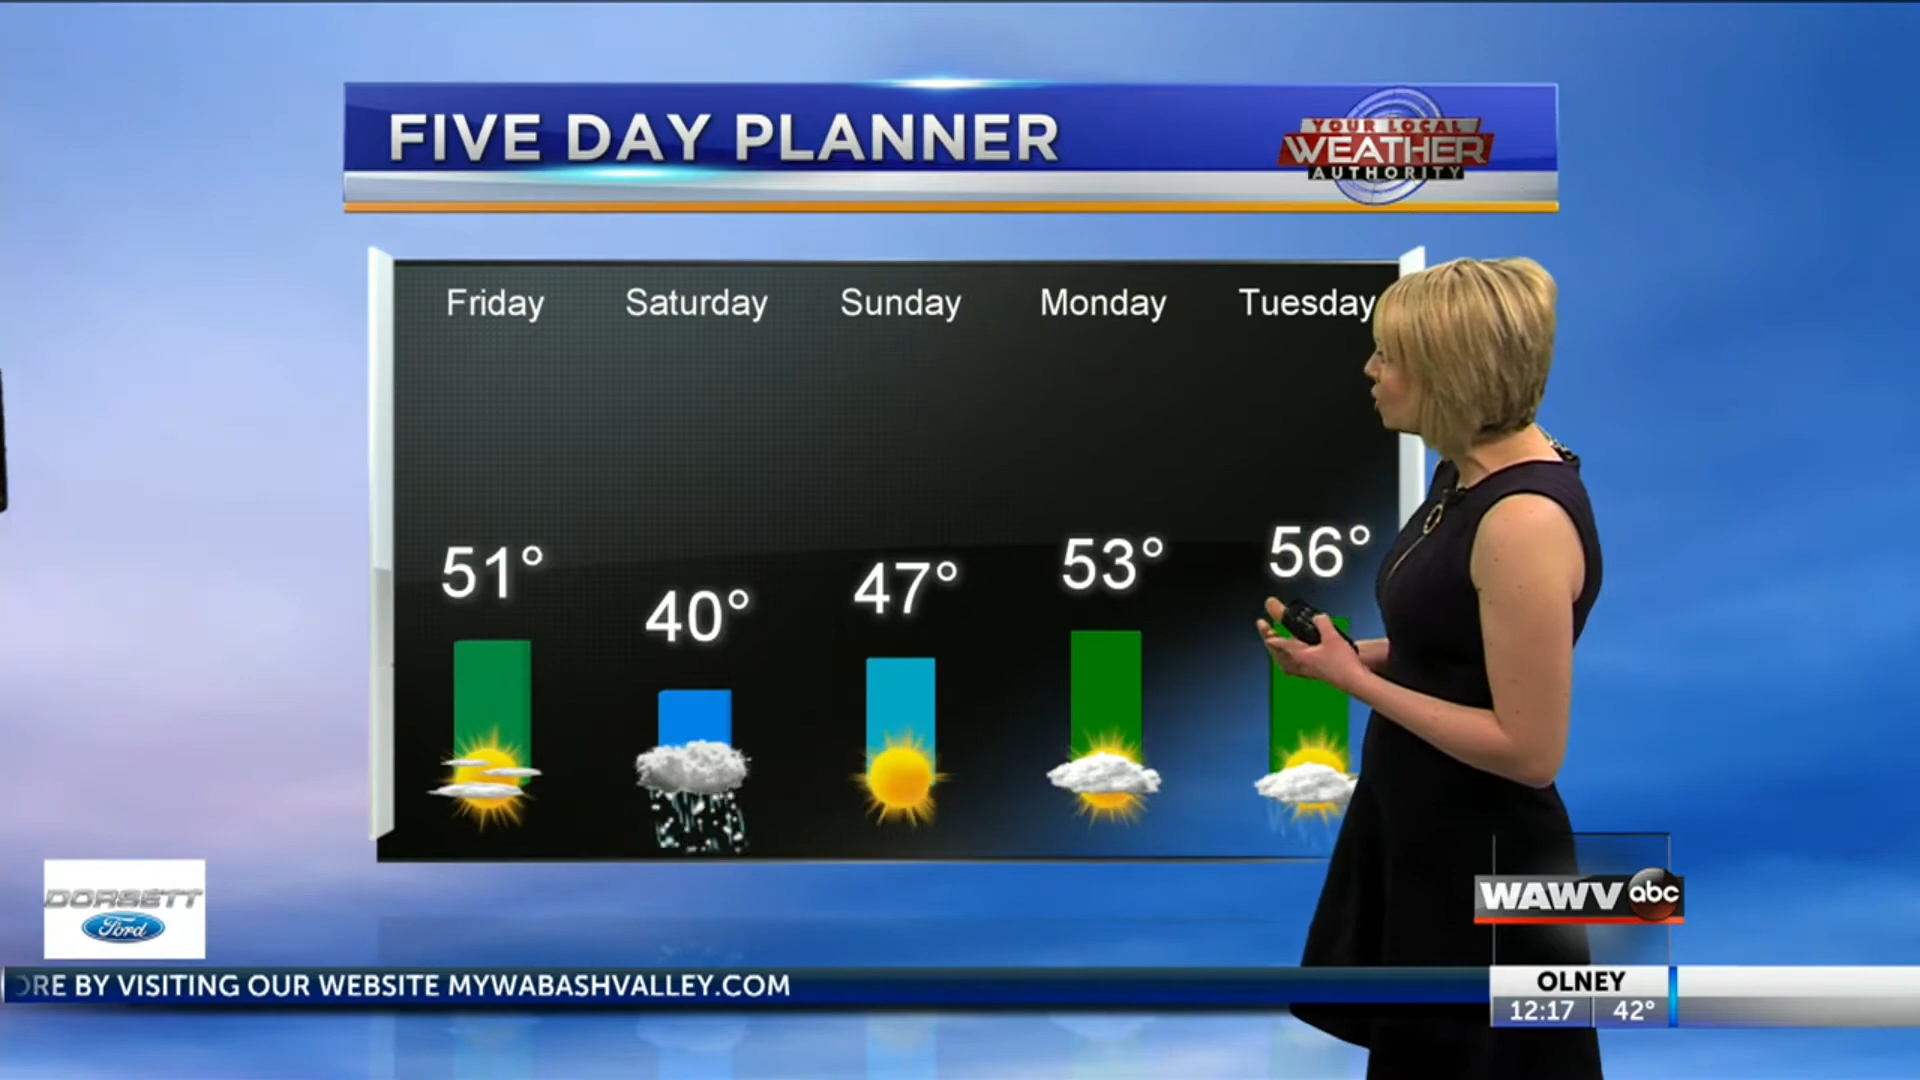 FIVE DAY PLANNER
YOUR LOCAL
WEATHER
AUTHORITY
Friday Saturday Sunday Monday Tuesday
51° 40° 47° 53° 56°
WAWV abc
DORSETT
Ford
ORE BY VISITING OUR WEBSITE MYWABASHVALLEY.COM
OLNEY
12:17 42°